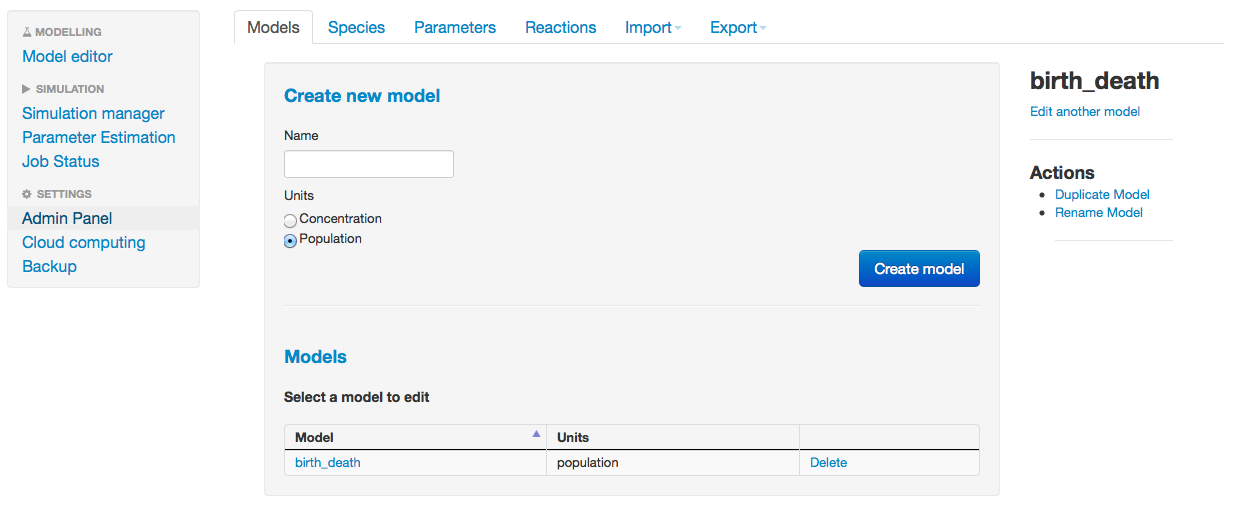 MODELLING
Model editor
SIMULATION
Simulation manager
Parameter Estimation
Job Status
SETTINGS
Admin Panel
Cloud computing
Backup
Models Species Parameters Reactions Import Export
Create new model
Name
Units
Concentration
Population
Create model
Models
Select a model to edit
Model Units
birth_death population Delete
birth_death
Edit another model
Actions
Duplicate Model
Rename Model